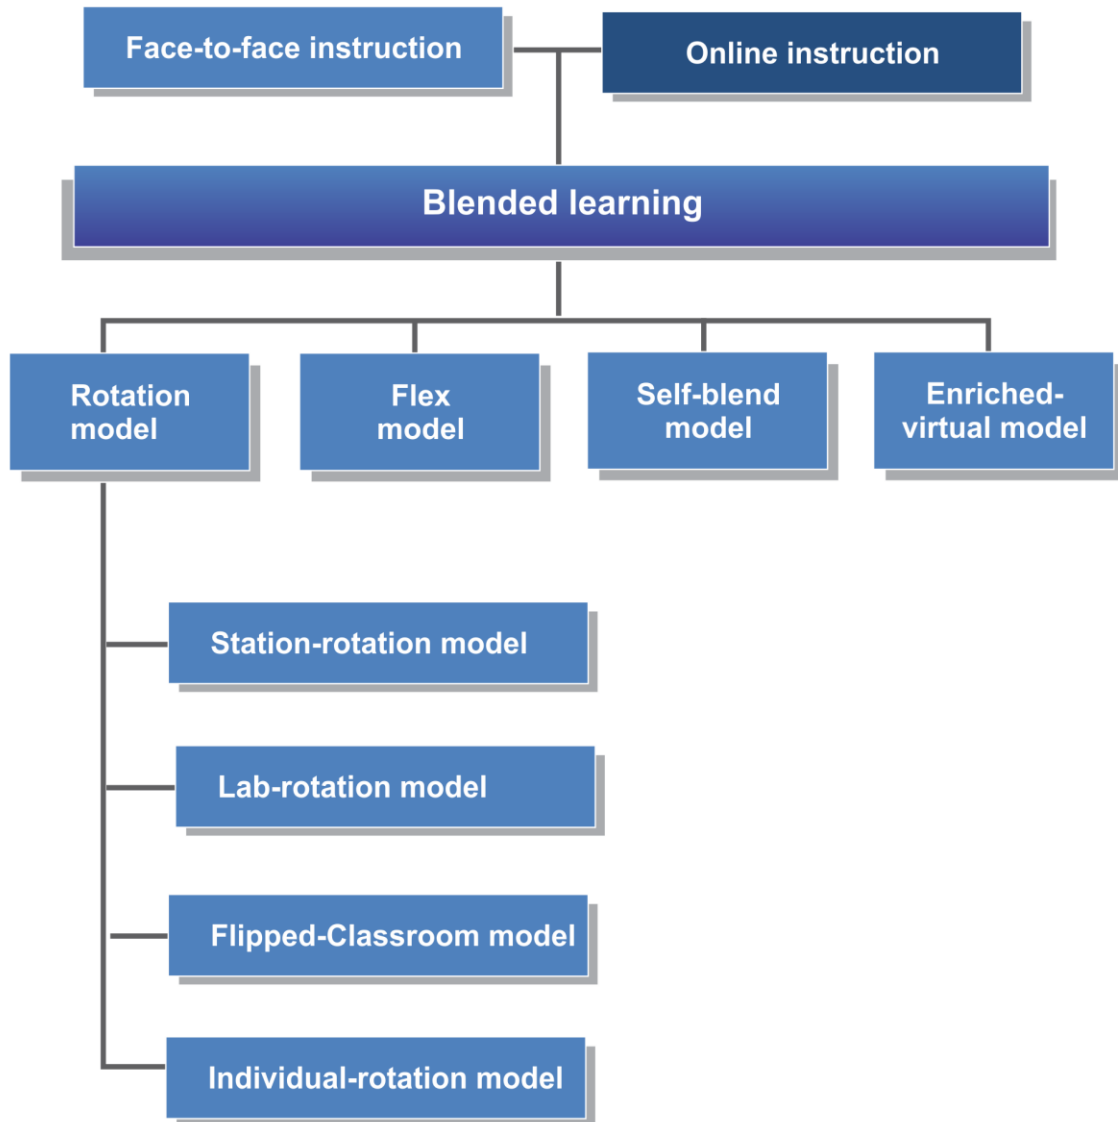 Face-to-face instruction
Online instruction
Blended learning
Rotation
model
Flex
model
Self-blend
model
Enriched-
virtual model
Station-rotation model
Lab-rotation model
Flipped-Classroom model
Individual-rotation model